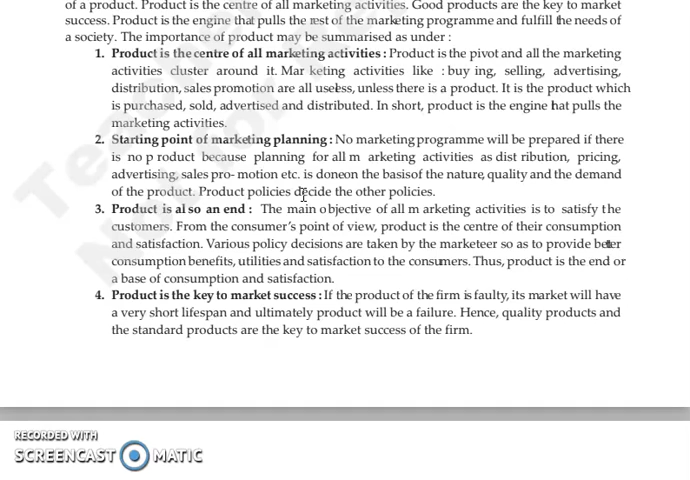 of a product. Product is the centre of all marketing activities. Good products are the key to market
success. Product is the engine that pulls the rest of the marketing programme and fulfill the needs of
a society. The importance of product may be summarised as under :
1. Product is the centre of all marketing activities : Product is the pivot and all the marketing
activities cluster around it. Mar keting activities like : buy ing, selling, advertising,
distribution, sales promotion are all useless, unless there is a product. It is the product which
is purchased, sold, advertised and distributed. In short, product is the engine hat pulls the
marketing activities.
2. Starting point of marketing planning : No marketing programme will be prepared if there
is no p roduct because planning for all m arketing activities as dist ribution, pricing,
advertising, sales pro- motion etc. is done on the basis of the nature, quality and the demand
of the product. Product policies decide the other policies.
3. Product is al so an end : The main o bjective of all m arketing activities is to satisfy the
customers. From the consumer's point of view, product is the centre of their consumption
and satisfaction. Various policy decisions are taken by the marketeer so as to provide better
consumption benefits, utilities and satisfaction to the consumers. Thus, product is the end or
a base of consumption and satisfaction.
4. Product is the key to market success : If the product of the firm is faulty, its market will have
a very short lifespan and ultimately product will be a failure. Hence, quality products and
the standard products are the key to market success of the firm.
RECORDED WITH
SCREENCAST MATIC